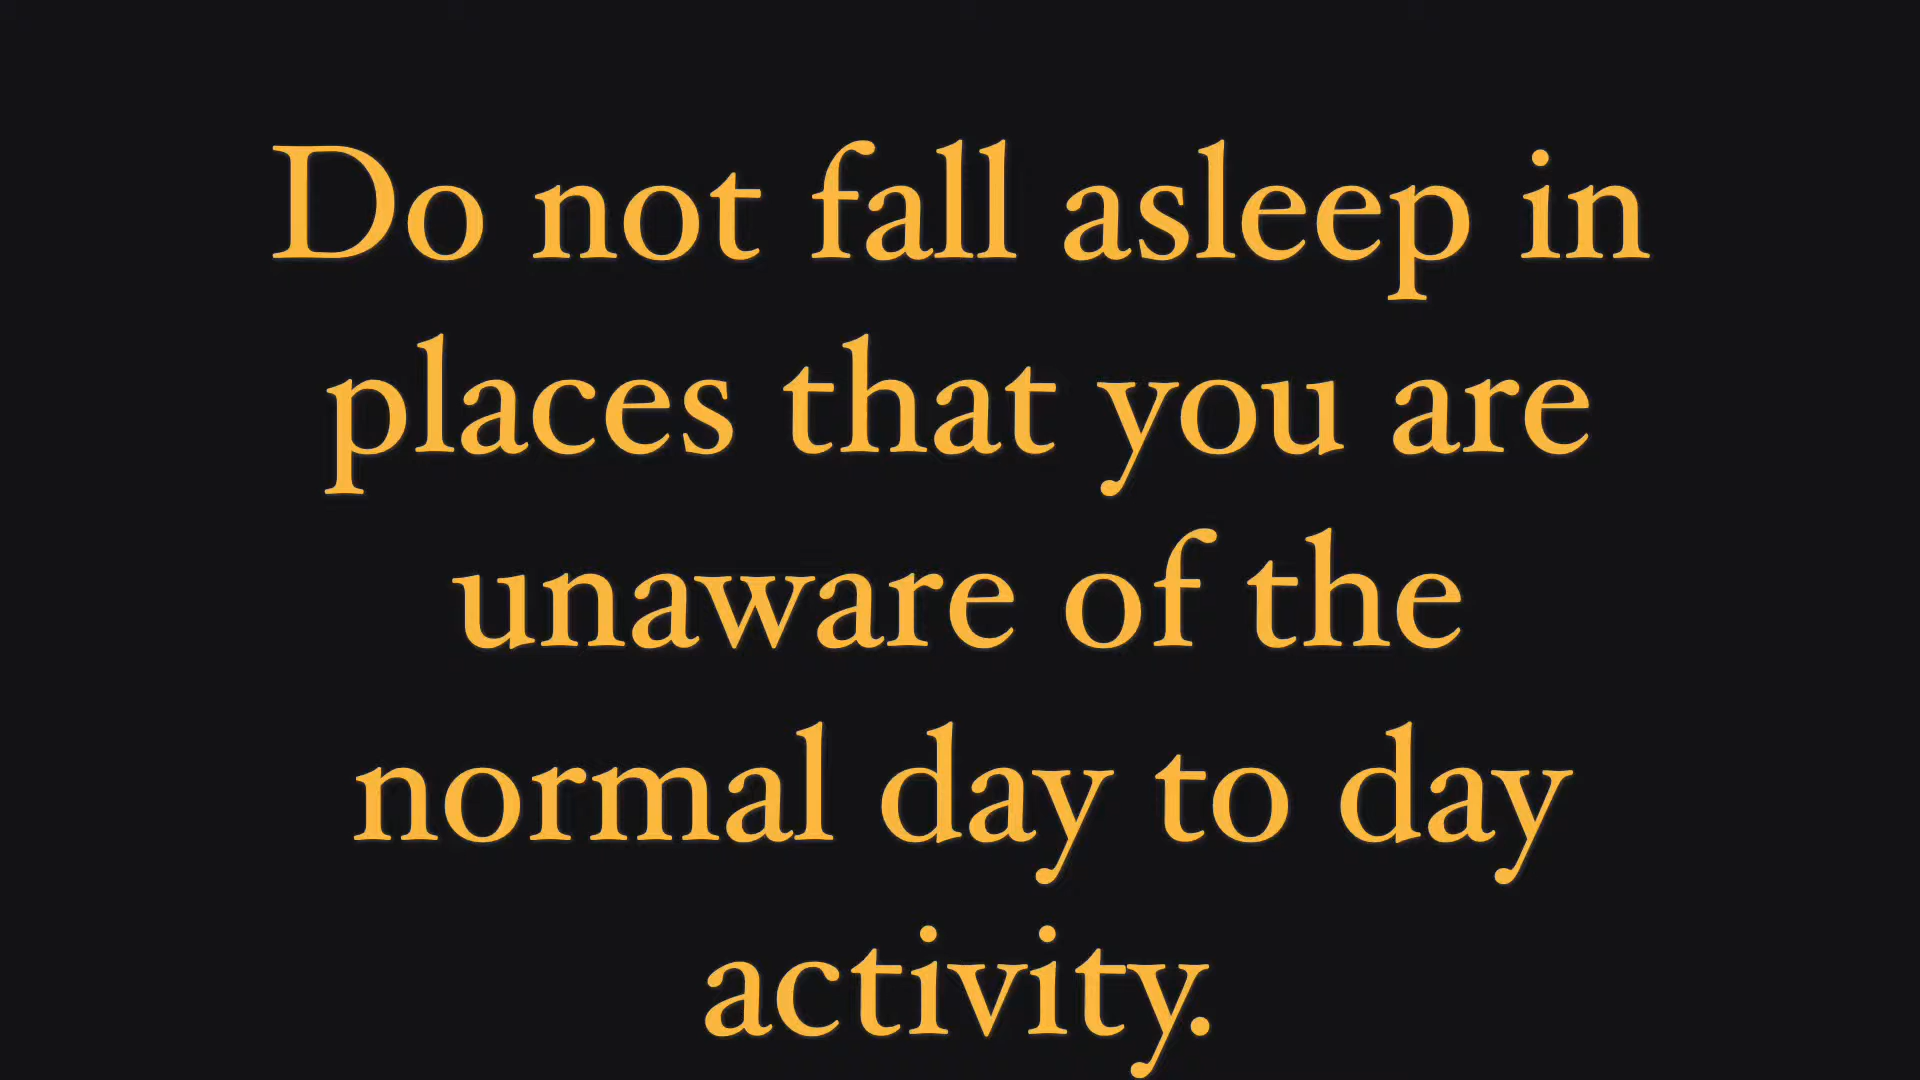 Do not fall asleep in
places that you are
unaware of the
normal day to day
activity.